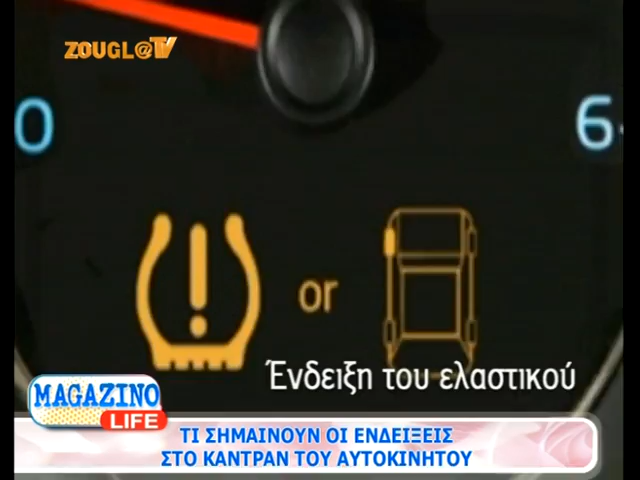 ZOUGL@TV
0
6
!
or
Ένδειξη του ελαστικού
MAGAZINO
LIFE
ΤΙ ΣΗΜΑΙΝΟΥΝ ΟΙ ΕΝΔΕΙΞΕΙΣ
ΣΤΟ ΚΑΝΤΡΑΝ ΤΟΥ ΑΥΤΟΚΙΝΗΤΟΥ